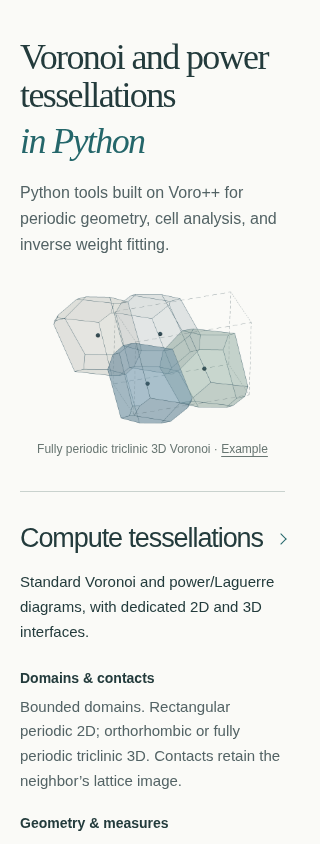 Voronoi and power
tessellations
in Python
Python tools built on Voro++ for
periodic geometry, cell analysis, and
inverse weight fitting.
Fully periodic triclinic 3D Voronoi · Example
Compute tessellations
Standard Voronoi and power/Laguerre
diagrams, with dedicated 2D and 3D
interfaces.
Domains & contacts
Bounded domains. Rectangular
periodic 2D; orthorhombic or fully
periodic triclinic 3D. Contacts retain the
neighbor’s lattice image.
Geometry & measures